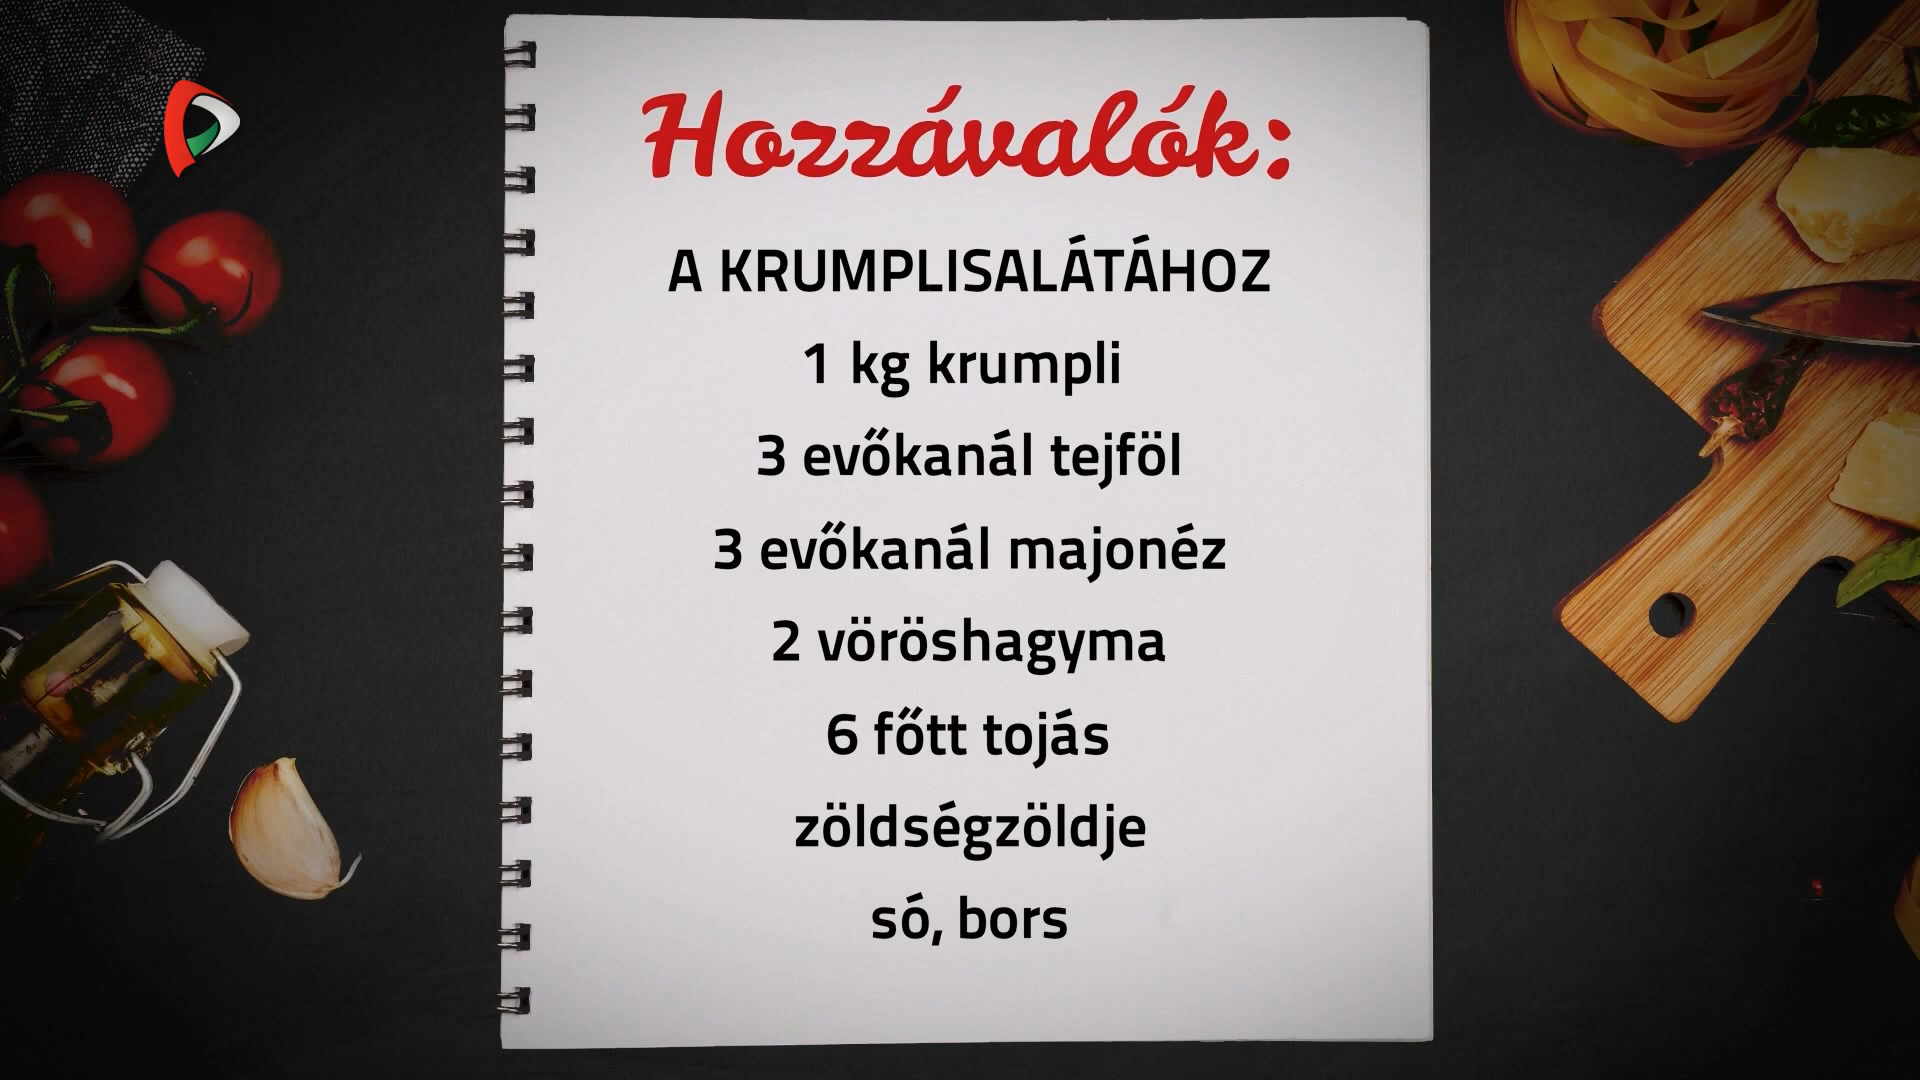 Hozzávalók:
A KRUMPLISALÁTÁHOZ
1 kg krumpli
3 evőkanál tejföl
3 evőkanál majonéz
2 vöröshagyma
6 főtt tojás
zöldségzöldje
só, bors